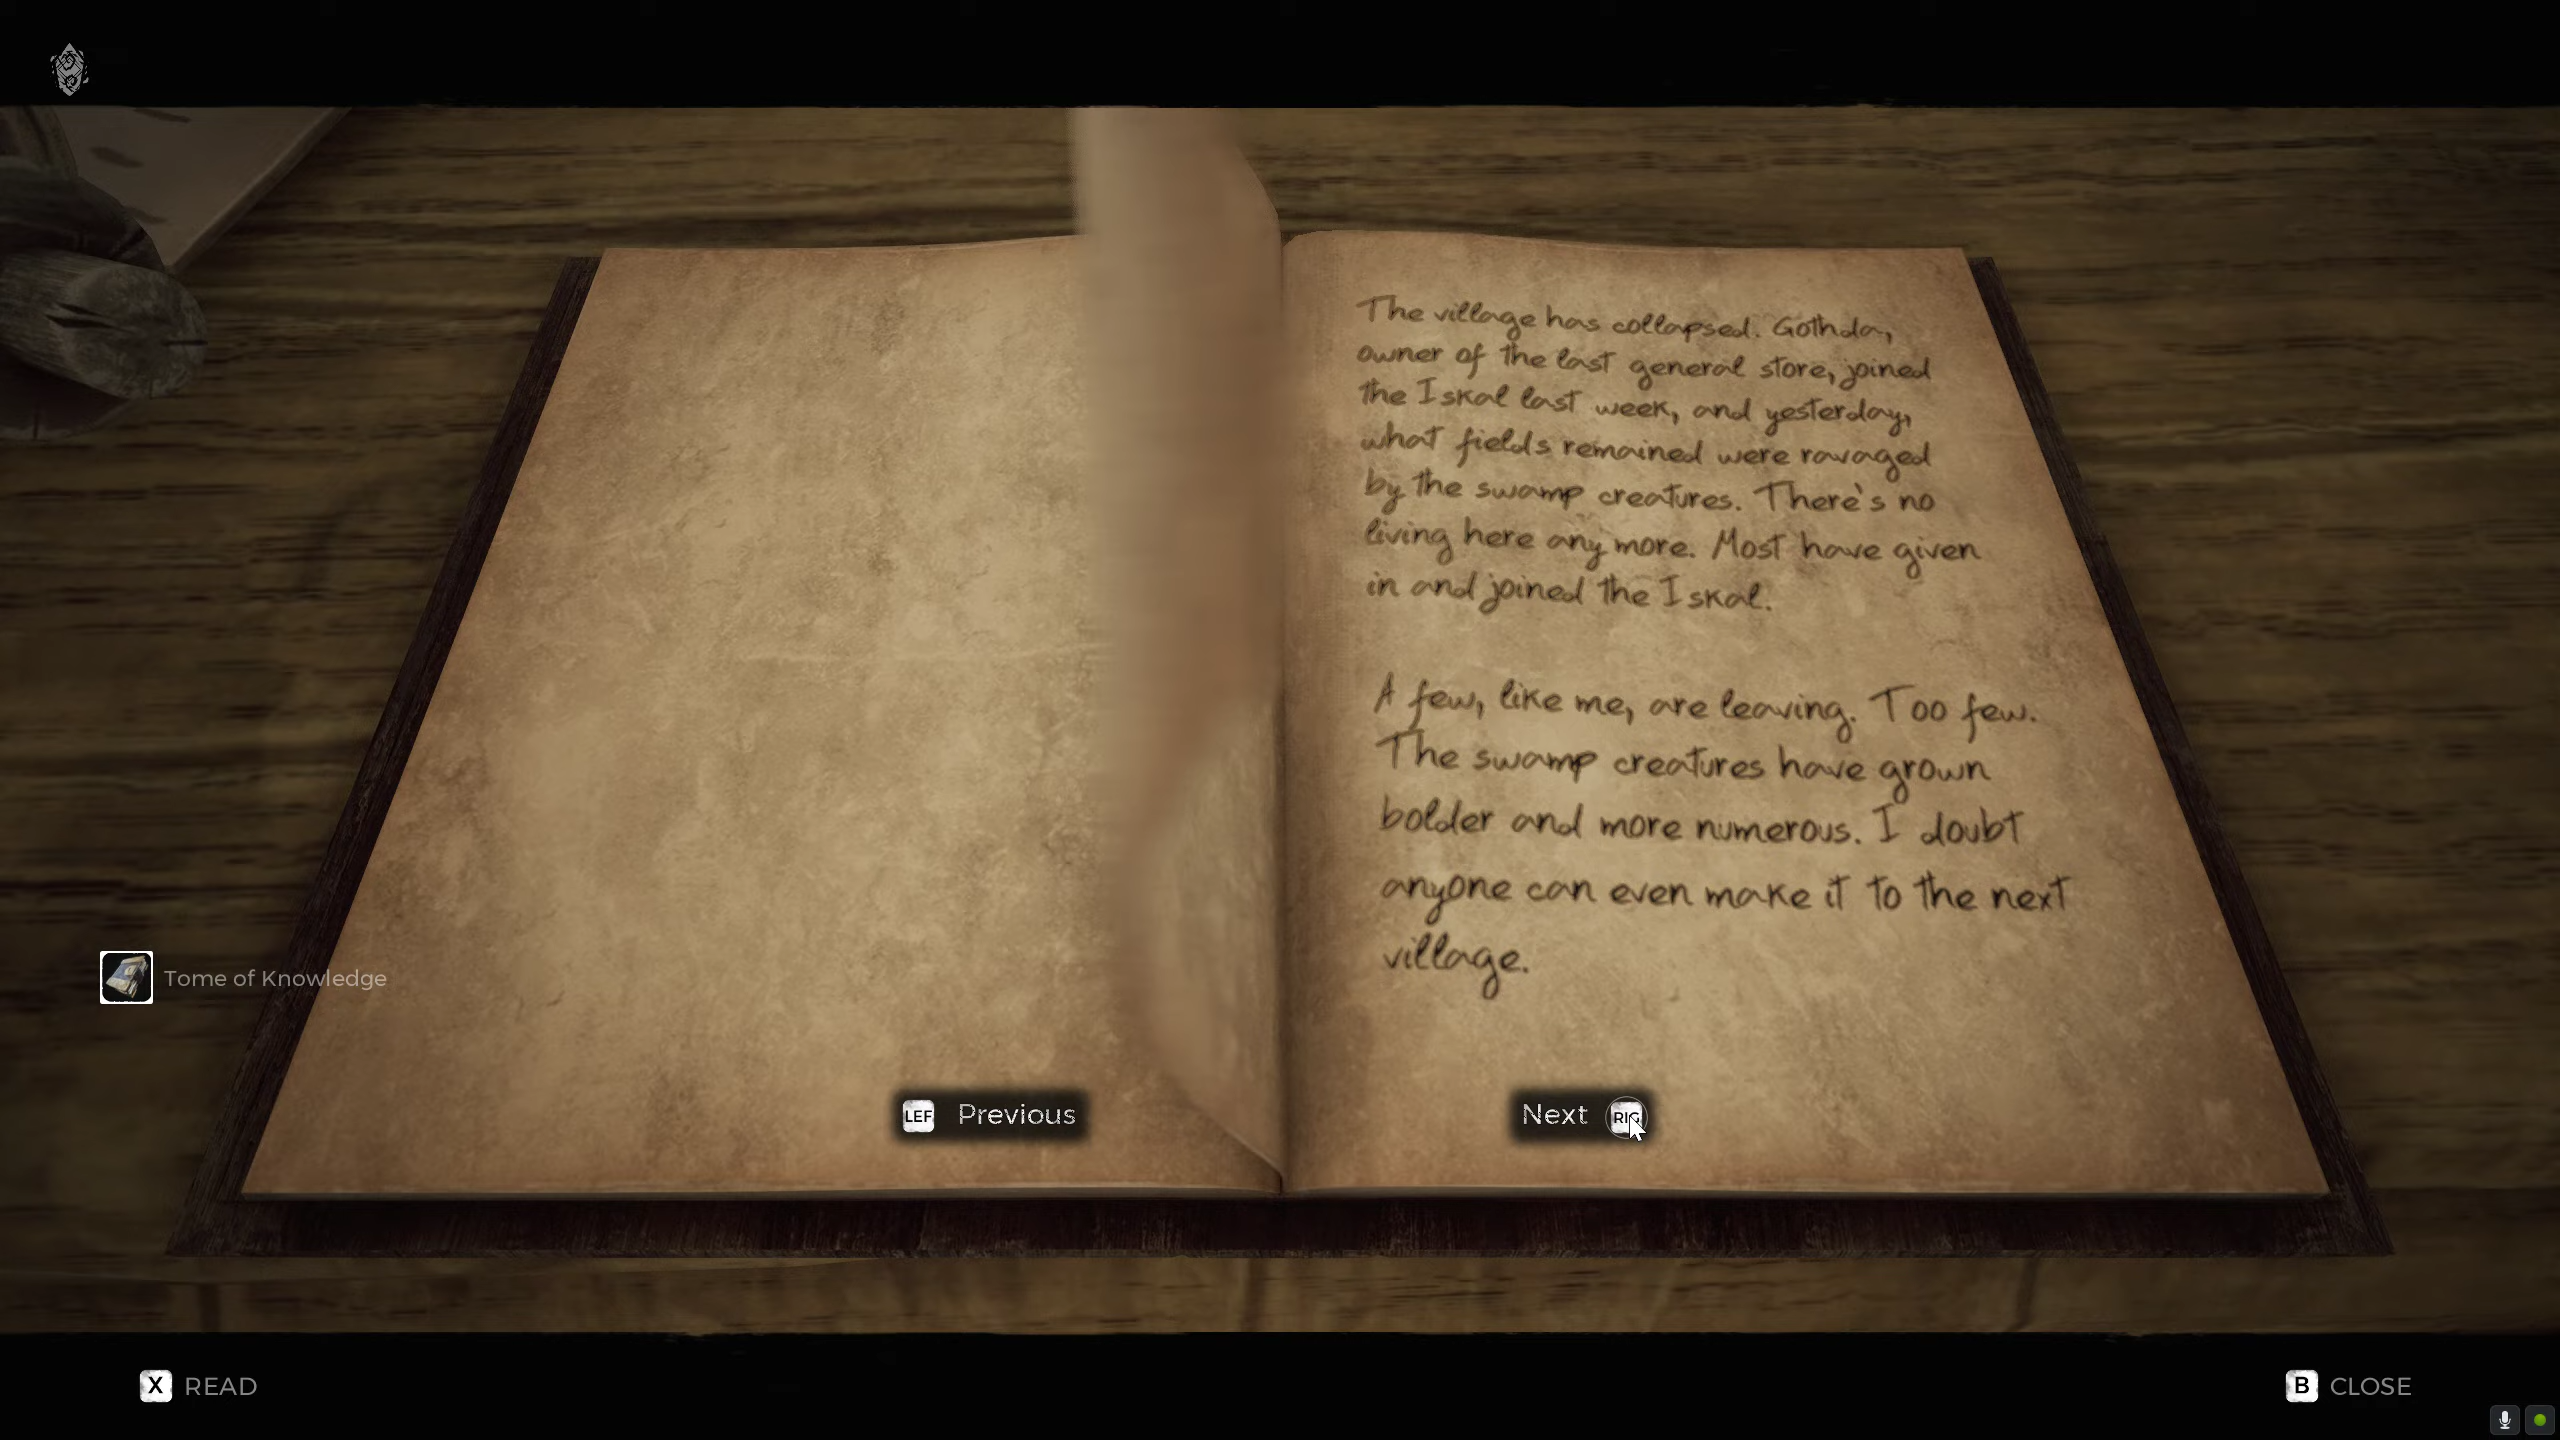 The village has collapsed. Gothda,
owner of the last general store, joined
the Iskal last week, and yesterday,
what fields remained were ravaged
by the swamp creatures. There's no
living here any more. Most have given
in and joined the Iskal.
A few, like me, are leaving. Too few.
The swamp creatures have grown
bolder and more numerous. I doubt
anyone can even make it to the next
village.
Tome of Knowledge
LEF Previous
Next RIG
X READ
B CLOSE